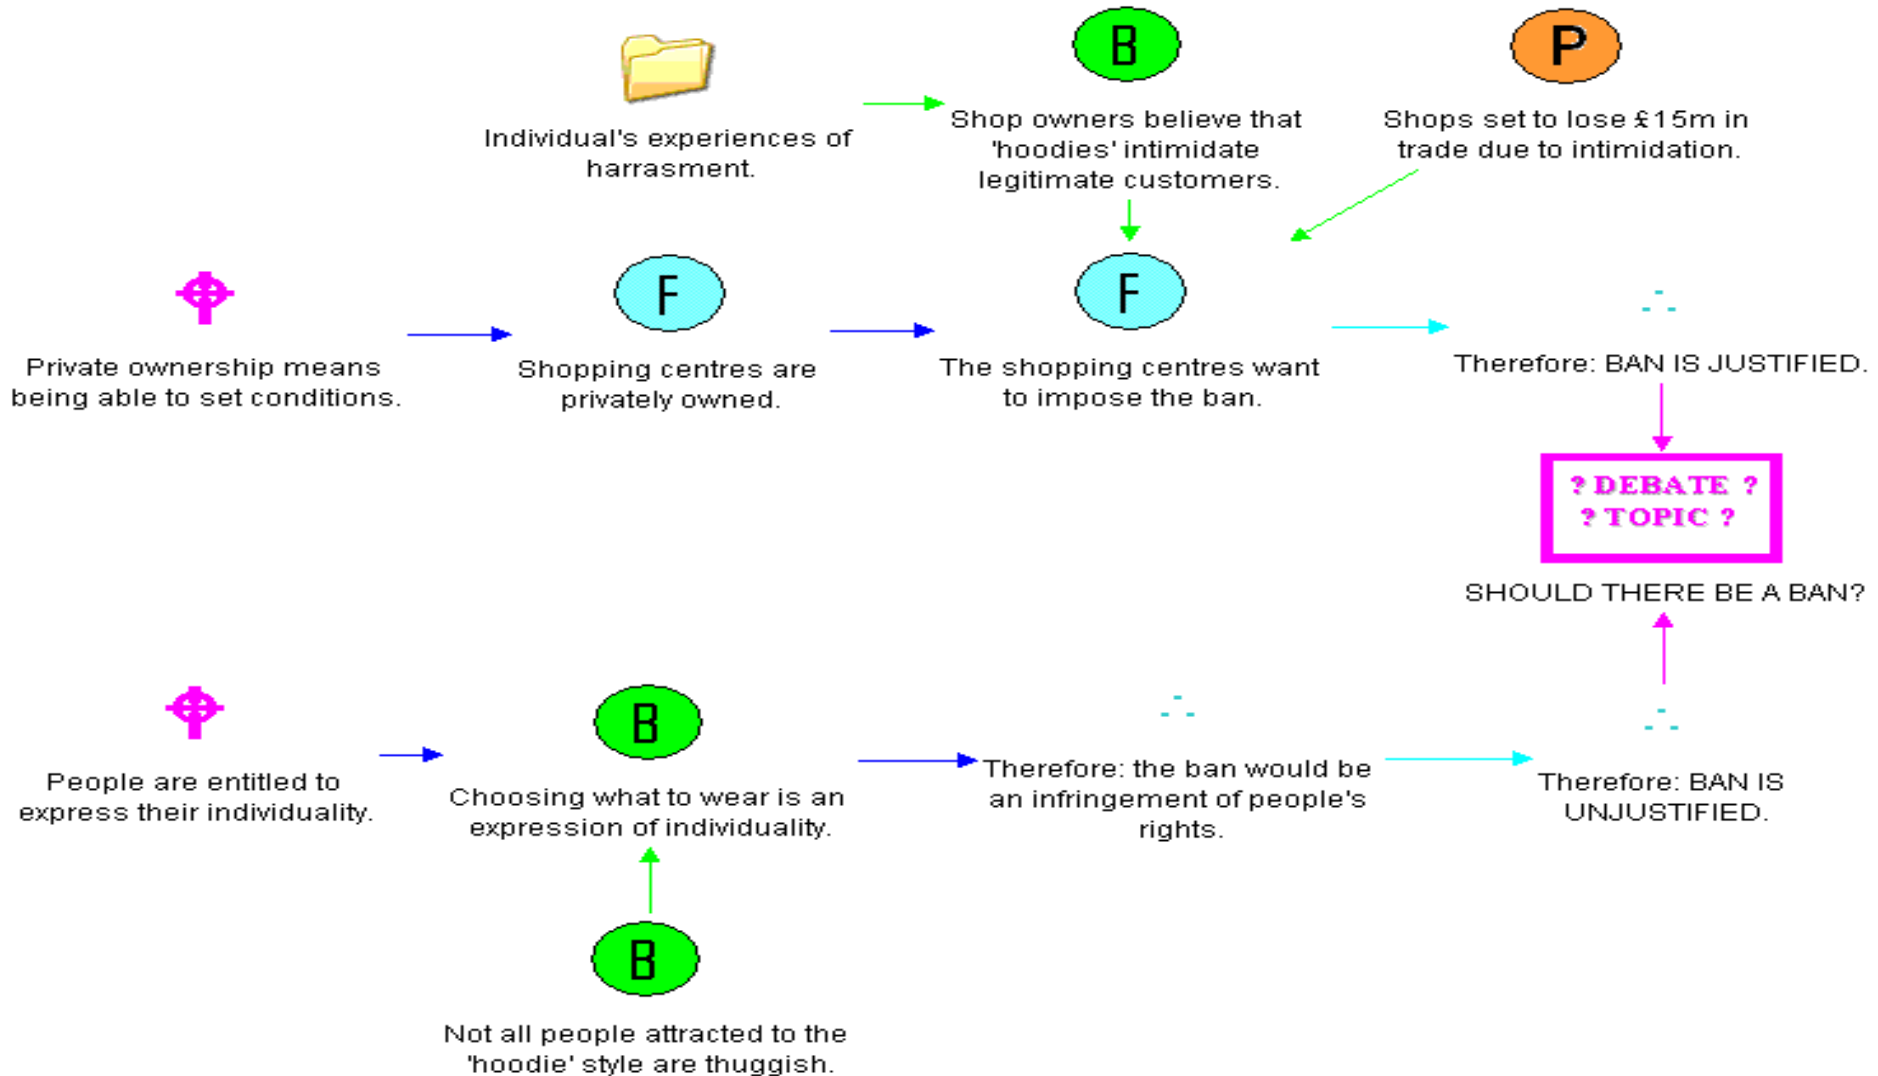 B
P
Individual's experiences of
harrasment.
Shop owners believe that
'hoodies' intimidate
legitimate customers.
Shops set to lose £15m in
trade due to intimidation.
F
F
Private ownership means
being able to set conditions.
Shopping centres are
privately owned.
The shopping centres want
to impose the ban.
Therefore: BAN IS JUSTIFIED.
? DEBATE ?
? TOPIC ?
SHOULD THERE BE A BAN?
B
People are entitled to
express their individuality.
Choosing what to wear is an
expression of individuality.
Therefore: the ban would be
an infringement of people's
rights.
Therefore: BAN IS
UNJUSTIFIED.
B
Not all people attracted to the
'hoodie' style are thuggish.